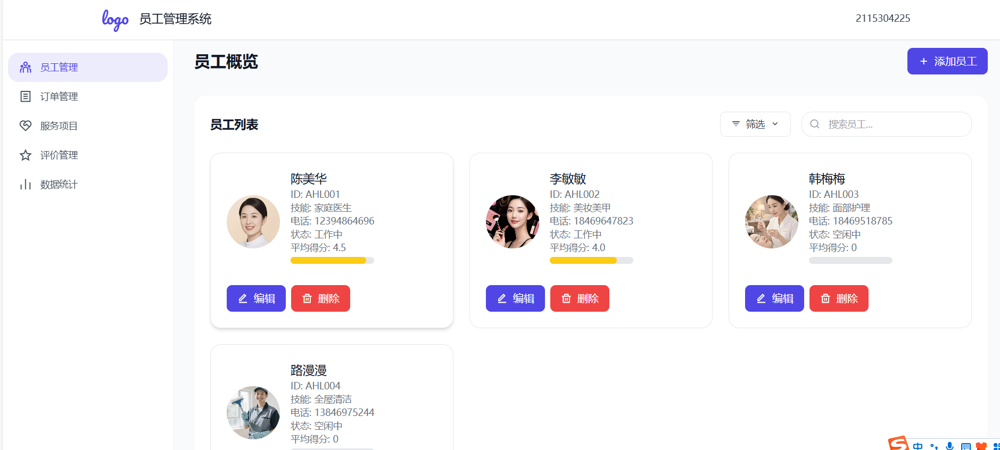 logo
员工管理系统
2115304225
员工管理
订单管理
服务项目
评价管理
数据统计
员工概览
+ 添加员工
员工列表
筛选
搜索员工...
陈美华
ID: AHL001
技能: 家庭医生
电话: 12394864696
状态: 工作中
平均得分: 4.5
编辑
删除
李敏敏
ID: AHL002
技能: 美妆美甲
电话: 18469647823
状态: 工作中
平均得分: 4.0
编辑
删除
韩梅梅
ID: AHL003
技能: 面部护理
电话: 18469518785
状态: 空闲中
平均得分: 0
编辑
删除
路漫漫
ID: AHL004
技能: 全屋清洁
电话: 13846975244
状态: 空闲中
平均得分: 0
中